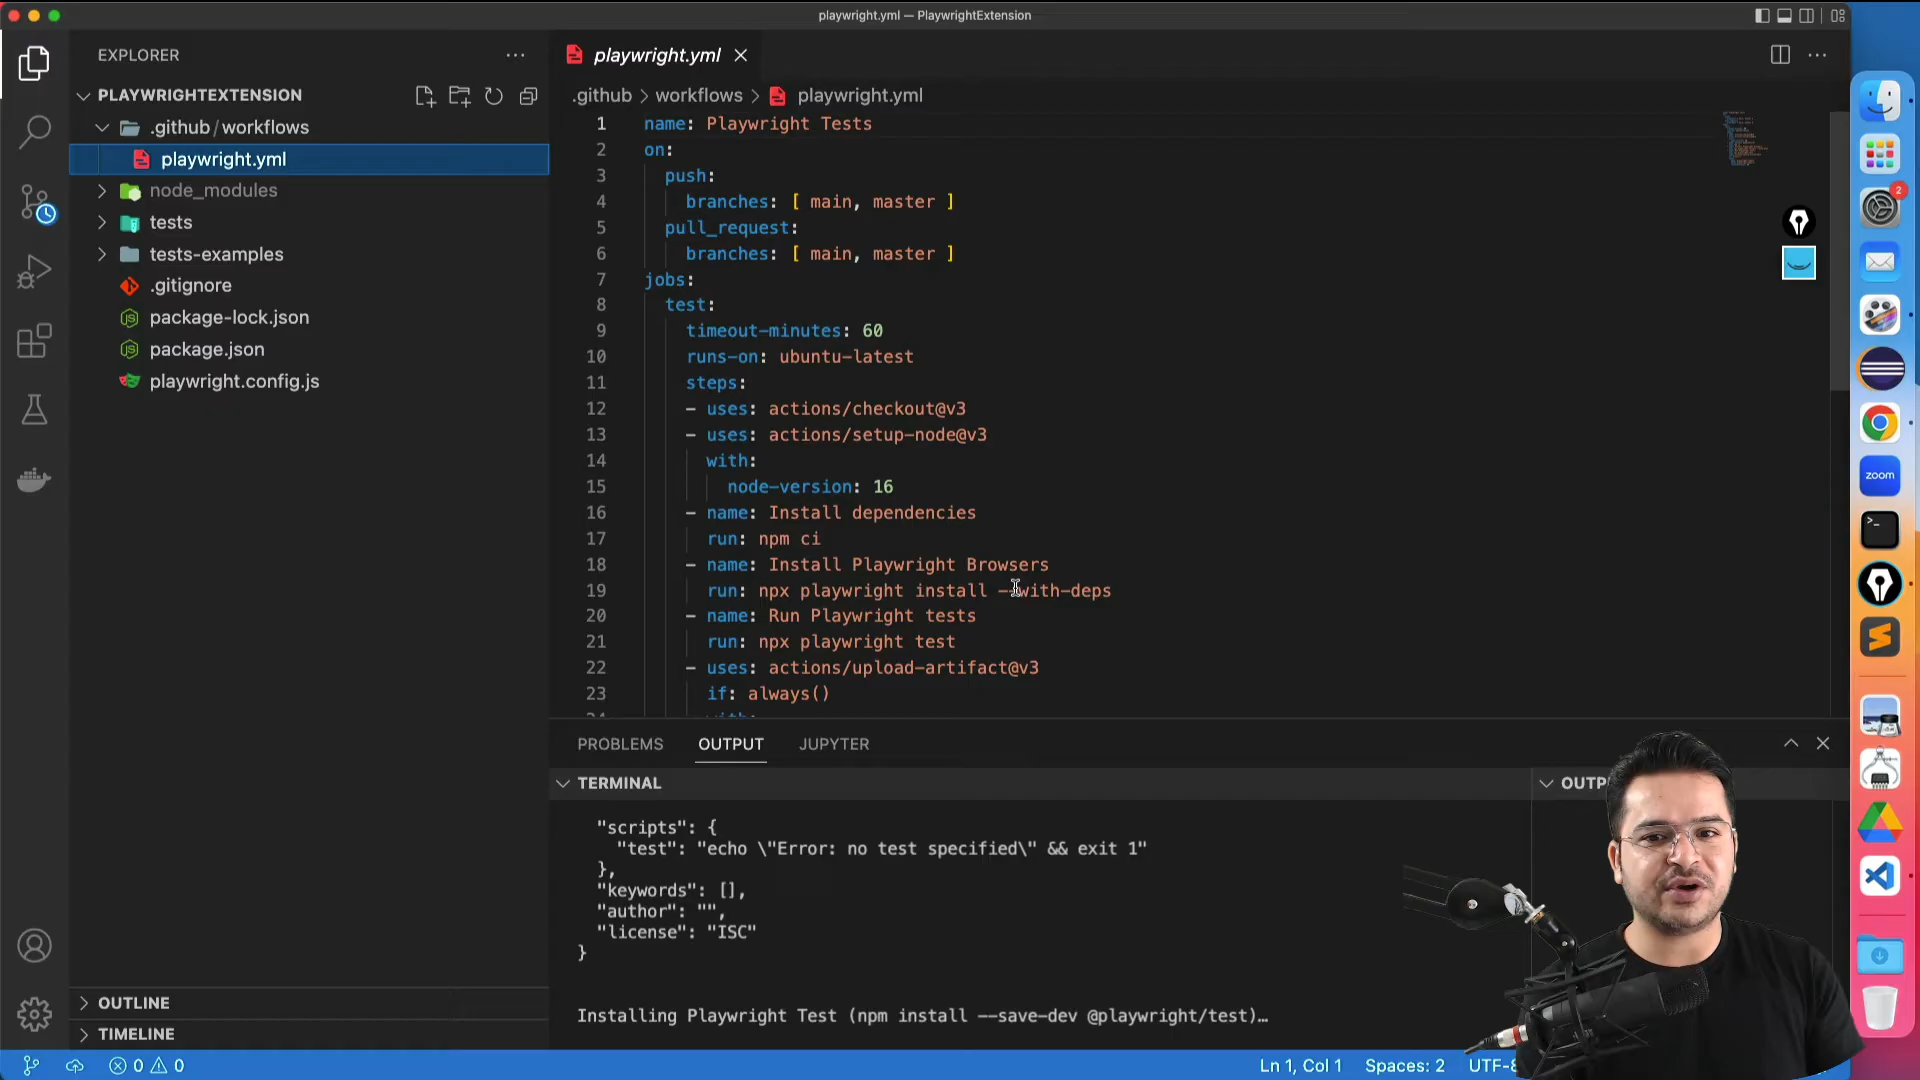 playwright.yml — PlaywrightExtension
EXPLORER
PLAYWRIGHTEXTENSION
.github/workflows
playwright.yml
node_modules
tests
tests-examples
.gitignore
package-lock.json
package.json
playwright.config.js
OUTLINE
TIMELINE
playwright.yml
.github > workflows > playwright.yml
1 name: Playwright Tests
2 on:
3 push:
4 branches: [ main, master ]
5 pull_request:
6 branches: [ main, master ]
7 jobs:
8 test:
9 timeout-minutes: 60
10 runs-on: ubuntu-latest
11 steps:
12 - uses: actions/checkout@v3
13 - uses: actions/setup-node@v3
14 with:
15 node-version: 16
16 - name: Install dependencies
17 run: npm ci
18 - name: Install Playwright Browsers
19 run: npx playwright install --with-deps
20 - name: Run Playwright tests
21 run: npx playwright test
22 - uses: actions/upload-artifact@v3
23 if: always()
24 with:
PROBLEMS OUTPUT JUPYTER
TERMINAL
"scripts": {
"test": "echo \"Error: no test specified\" && exit 1"
},
"keywords": [],
"author": "",
"license": "ISC"
}
Installing Playwright Test (npm install --save-dev @playwright/test)…
0 0
Ln 1, Col 1 Spaces: 2
2
zoom